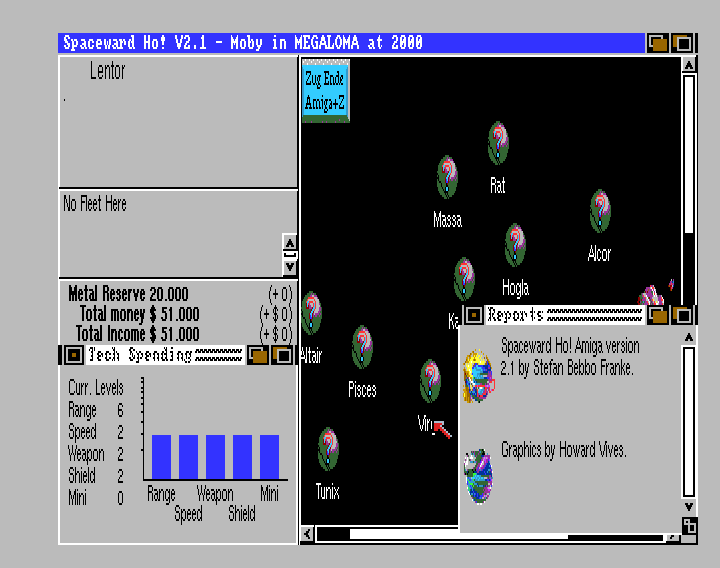 Spaceward Ho! V2.1 - Moby in MEGALOMA at 2000
Lentor
.
No Fleet Here
Metal Reserve 20.000 (+ 0)
Total money $ 51.000 (+ $ 0)
Total Income $ 51.000 (+ $ 0)
Tech Spending
Curr. Levels
Range 6
Speed 2
Weapon 2
Shield 2
Mini 0
Range Weapon Mini
Speed Shield
Zug Ende
Amiga+Z
Rat
Massa
Alcor
Hogla
Altair
Pisces
Tunix
Reports
Spaceward Ho! Amiga version
2.1 by Stefan Bebbo Franke.
Graphics by Howard Vives.